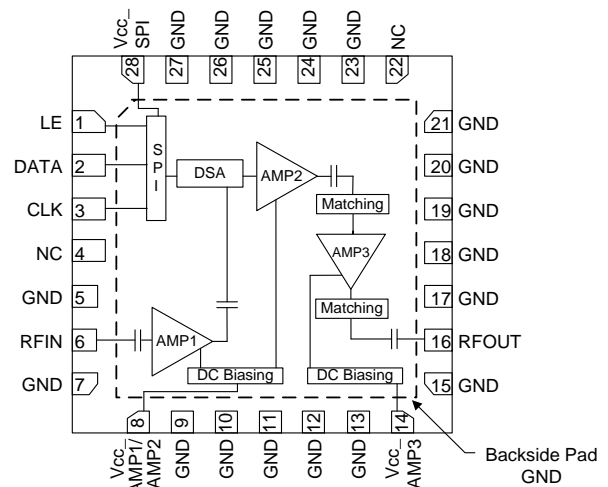 Vcc_
SPI
GND
GND
GND
GND
GND
NC
28
27
26
25
24
23
22
LE
1
DATA
2
CLK
3
NC
4
GND
5
RFIN
6
GND
7
SPI
DSA
AMP2
Matching
AMP3
Matching
AMP1
DC Biasing
DC Biasing
21
GND
20
GND
19
GND
18
GND
17
GND
16
RFOUT
15
GND
8
9
10
11
12
13
14
Vcc_
AMP1/
AMP2
GND
GND
GND
GND
GND
Vcc_
AMP3
Backside Pad
GND